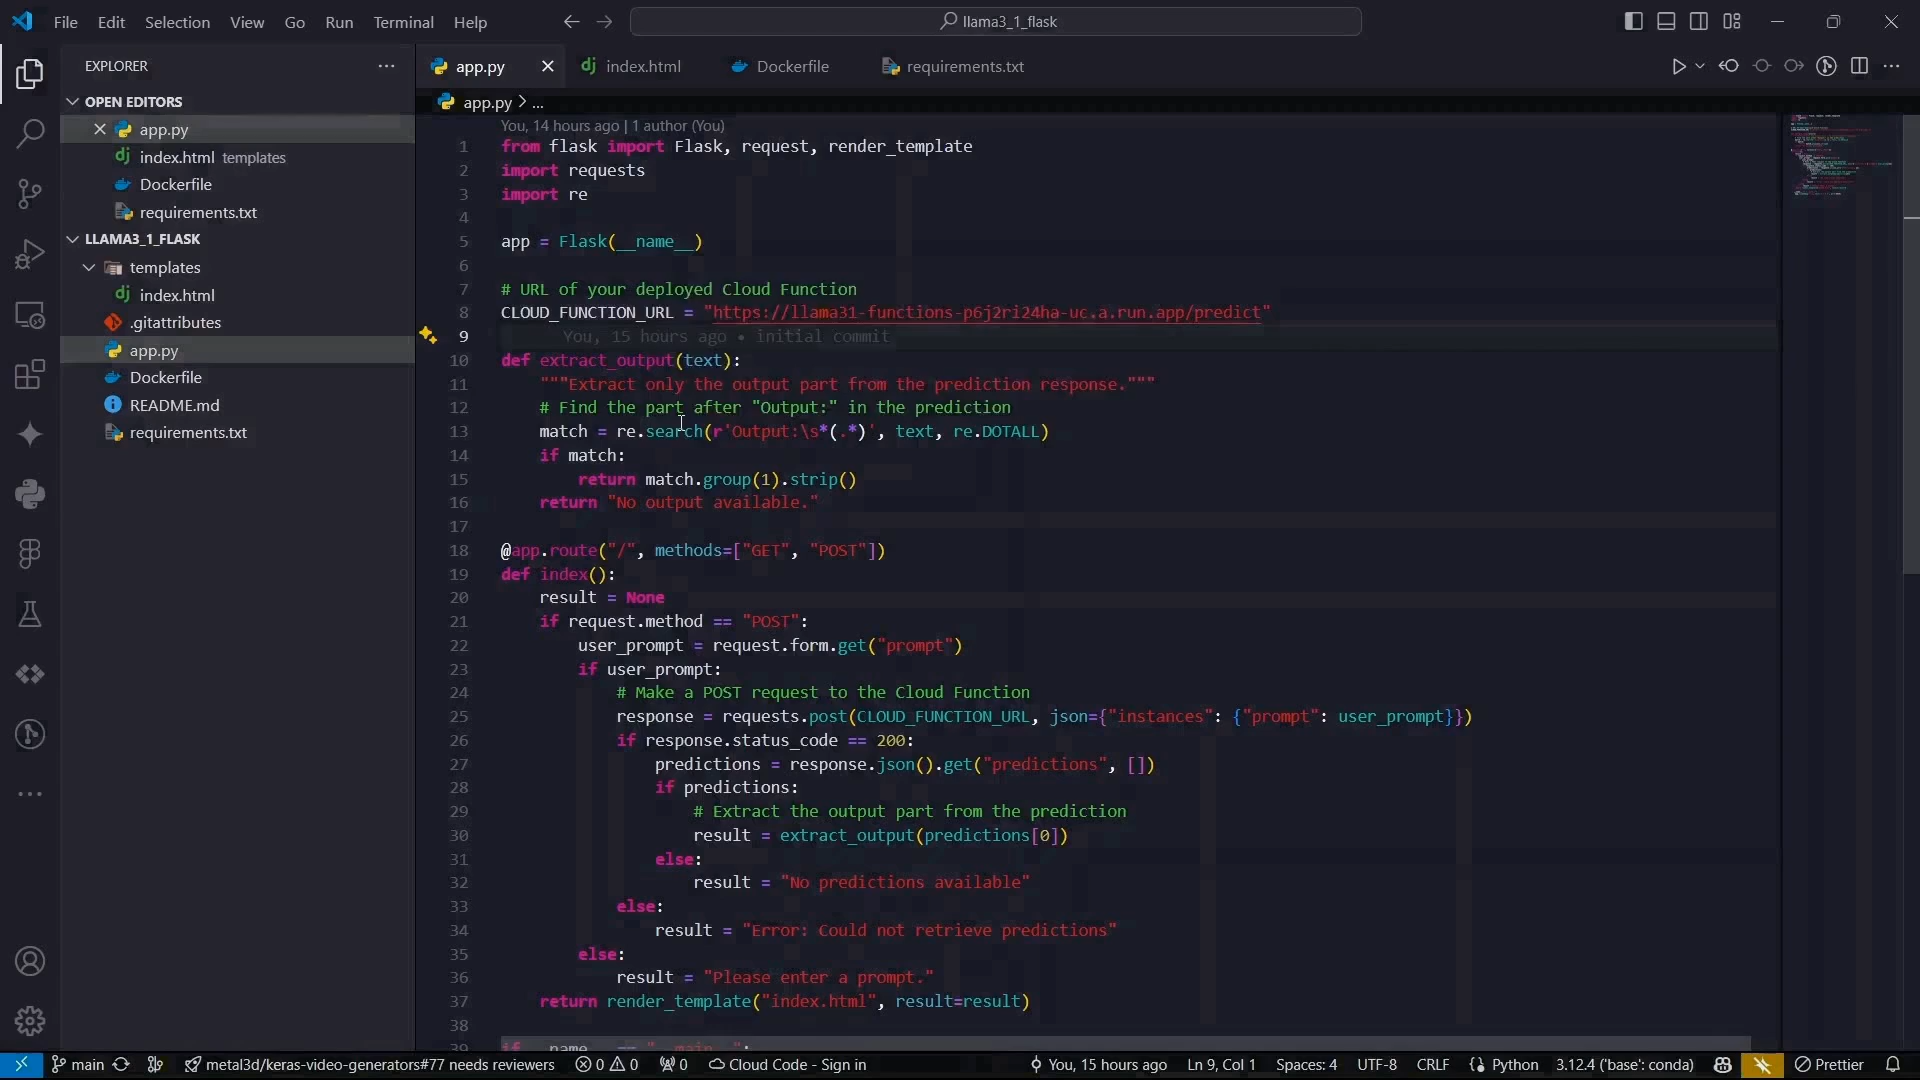 File Edit Selection View Go Run Terminal Help
llama3_1_flask
EXPLORER
OPEN EDITORS
app.py
index.html templates
Dockerfile
requirements.txt
LLAMA3_1_FLASK
templates
index.html
.gitattributes
app.py
Dockerfile
README.md
requirements.txt
app.py index.html Dockerfile requirements.txt
app.py > ...
You, 14 hours ago | 1 author (You)
1 from flask import Flask, request, render_template
2 import requests
3 import re
4
5 app = Flask(__name__)
6
7 # URL of your deployed Cloud Function
8 CLOUD_FUNCTION_URL = "https://llama31-functions-p6j2ri24ha-uc.a.run.app/predict"
9 You, 15 hours ago • initial commit
10 def extract_output(text):
11 """Extract only the output part from the prediction response."""
12 # Find the part after "Output:" in the prediction
13 match = re.search(r'Output:\s*(.*)', text, re.DOTALL)
14 if match:
15 return match.group(1).strip()
16 return "No output available."
17
18 @app.route("/", methods=["GET", "POST"])
19 def index():
20 result = None
21 if request.method == "POST":
22 user_prompt = request.form.get("prompt")
23 if user_prompt:
24 # Make a POST request to the Cloud Function
25 response = requests.post(CLOUD_FUNCTION_URL, json={"instances": {"prompt": user_prompt}})
26 if response.status_code == 200:
27 predictions = response.json().get("predictions", [])
28 if predictions:
29 # Extract the output part from the prediction
30 result = extract_output(predictions[0])
31 else:
32 result = "No predictions available"
33 else:
34 result = "Error: Could not retrieve predictions"
35 else:
36 result = "Please enter a prompt."
37 return render_template("index.html", result=result)
38
39 if __name__ == "__main__":
main metal3d/keras-video-generators#77 needs reviewers 0 0 0 Cloud Code - Sign in You, 15 hours ago Ln 9, Col 1 Spaces: 4 UTF-8 CRLF Python 3.12.4 ('base': conda) Prettier